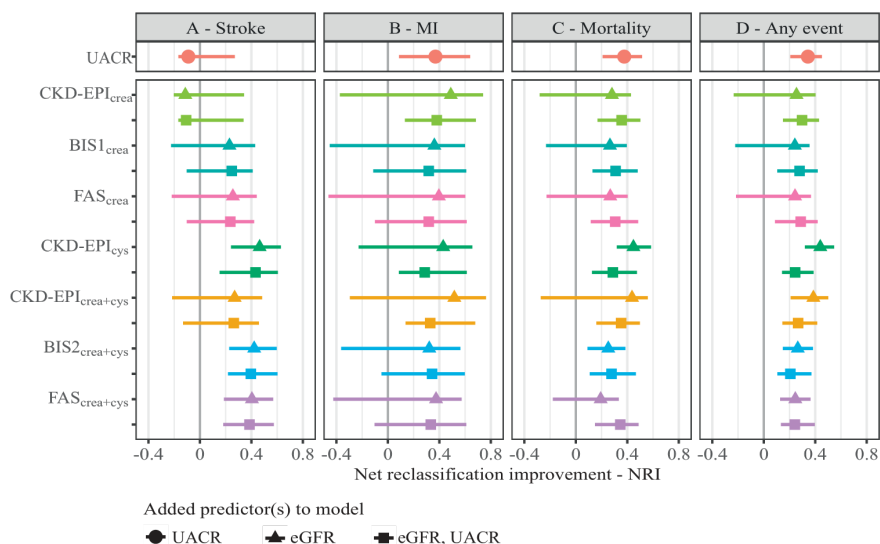 A - Stroke B - MI C - Mortality D - Any event
UACR
CKD-EPIcrea
BIS1crea
FAScrea
CKD-EPIcys
CKD-EPIcrea+cys
BIS2crea+cys
FAScrea+cys
-0.4 0 0.4 0.8 -0.4 0 0.4 0.8 -0.4 0 0.4 0.8 -0.4 0 0.4 0.8
Net reclassification improvement - NRI
Added predictor(s) to model
UACR eGFR eGFR, UACR